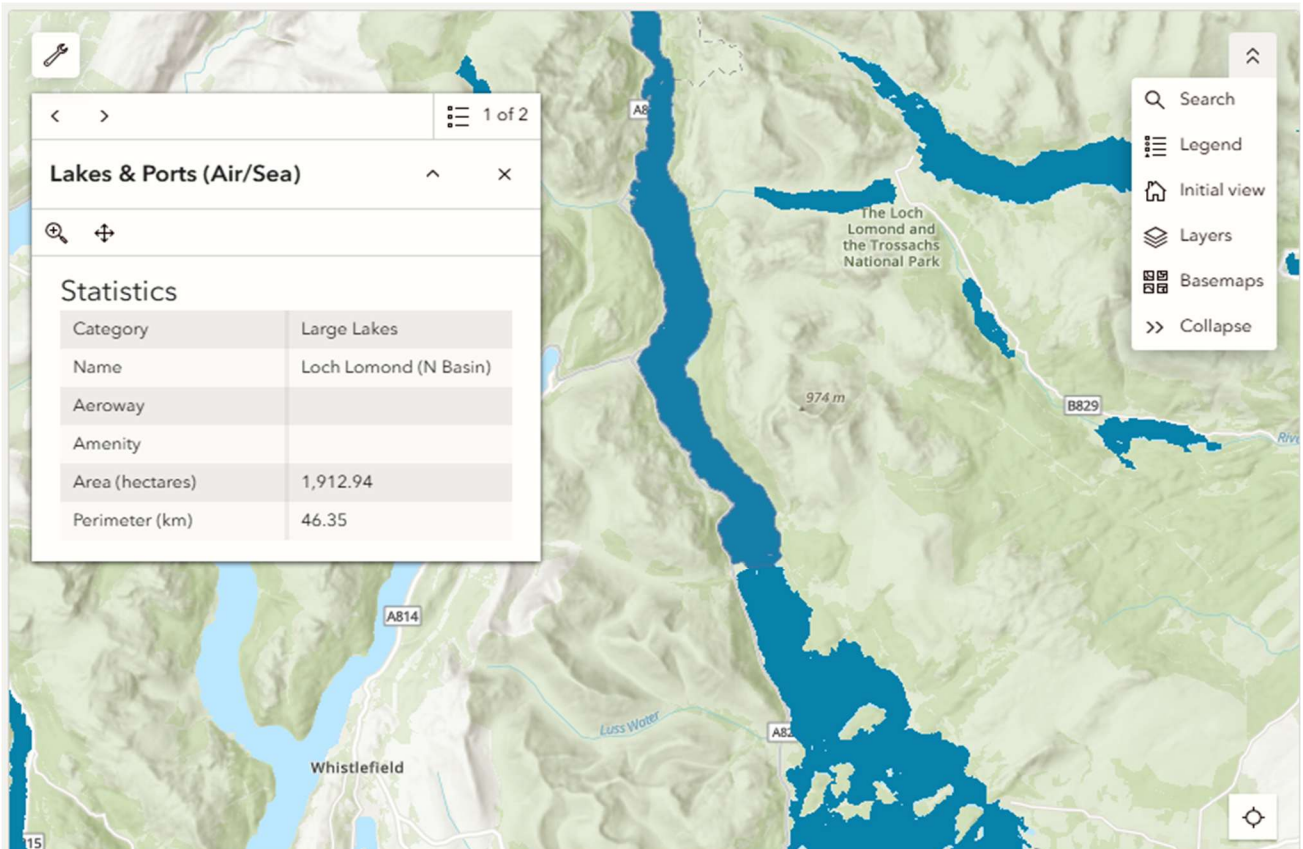 1 of 2
Lakes & Ports (Air/Sea)
Statistics
Category Large Lakes
Name Loch Lomond (N Basin)
Aeroway
Amenity
Area (hectares) 1,912.94
Perimeter (km) 46.35
Search
Legend
Initial view
Layers
Basemaps
Collapse
A8
The Loch
Lomond and
the Trossachs
National Park
974 m
B829
Rive
A814
Luss Water
A82
Whistlefield
15